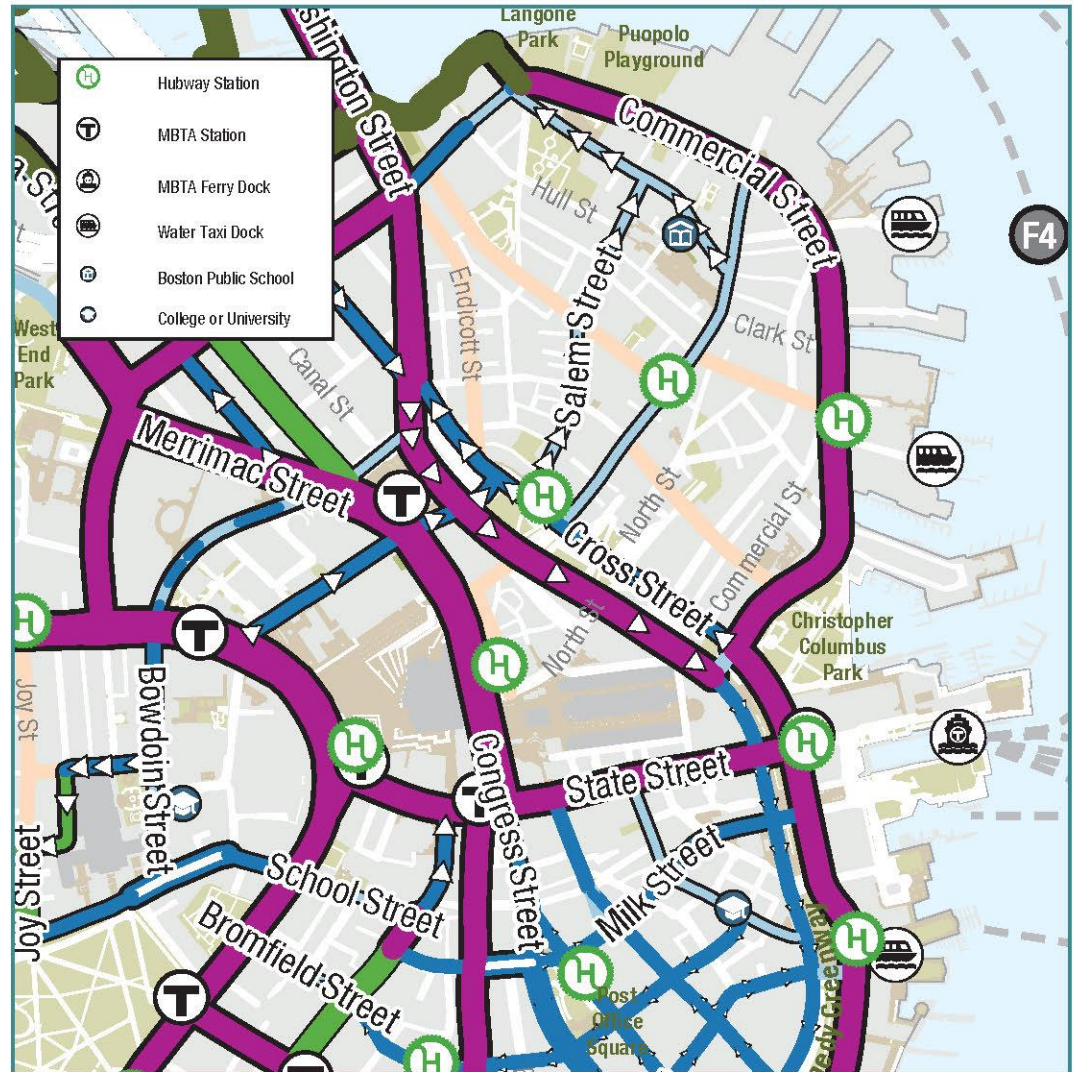 Langone
Park
Puopolo
Playground
shington Street
Hubway Station
MBTA Station
MBTA Ferry Dock
Water Taxi Dock
Boston Public School
College or University
Commercial Street
Hull St
F4
Endicott St
Salem Street
Clark St
West
End
Park
Canal St
Merrimac Street
T
H
H
H
North St
Commercial St
Cross Street
H
T
Christopher
Columbus
Park
North St
H
Joy St
Bowdoin Street
H
H
T
Congress Street
State Street
T
Joy Street
School Street
Milk Street
Bromfield Street
H
H
Post
Office
Square
edy Greenway
T
H